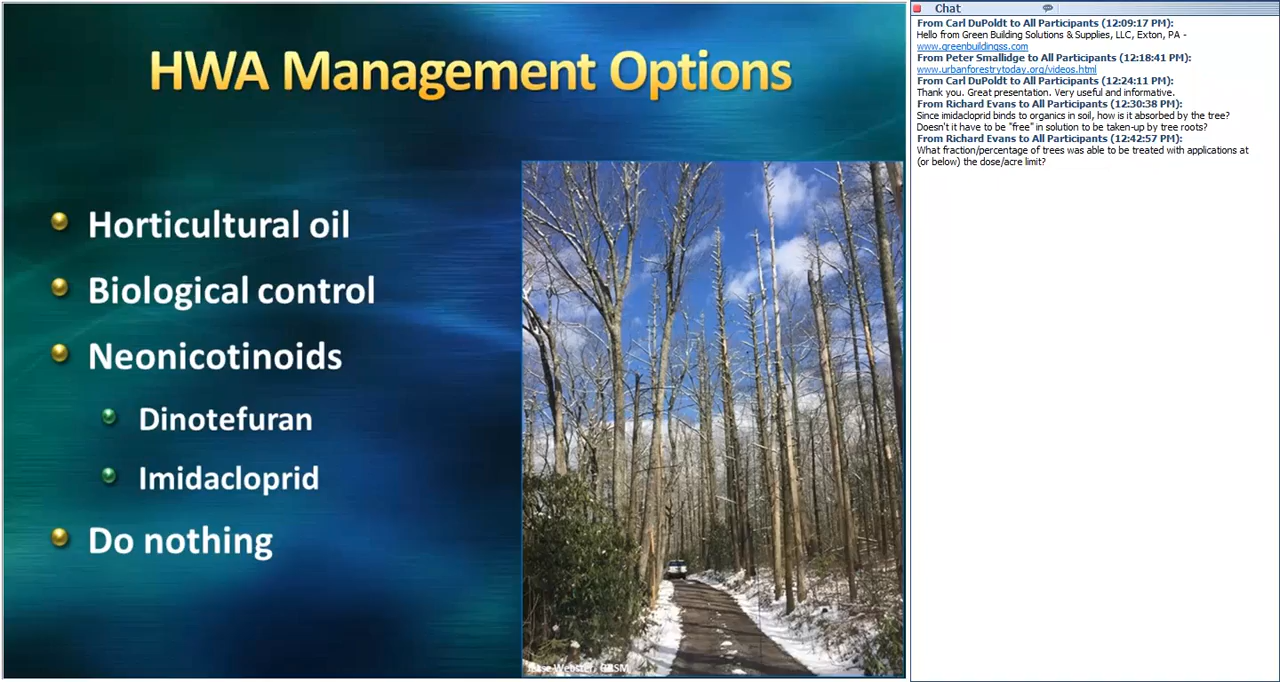 HWA Management Options
Horticultural oil
Biological control
Neonicotinoids
Dinotefuran
Imidacloprid
Do nothing
Jesse Webster, GRSM
Chat
From Carl DuPoldt to All Participants (12:09:17 PM):
Hello from Green Building Solutions & Supplies, LLC, Exton, PA -
www.greenbuildingss.com
From Peter Smallidge to All Participants (12:18:41 PM):
www.urbanforestrytoday.org/videos.html
From Carl DuPoldt to All Participants (12:24:11 PM):
Thank you. Great presentation. Very useful and informative.
From Richard Evans to All Participants (12:30:38 PM):
Since imidacloprid binds to organics in soil, how is it absorbed by the tree?
Doesn't it have to be "free" in solution to be taken-up by tree roots?
From Richard Evans to All Participants (12:42:57 PM):
What fraction/percentage of trees was able to be treated with applications at
(or below) the dose/acre limit?